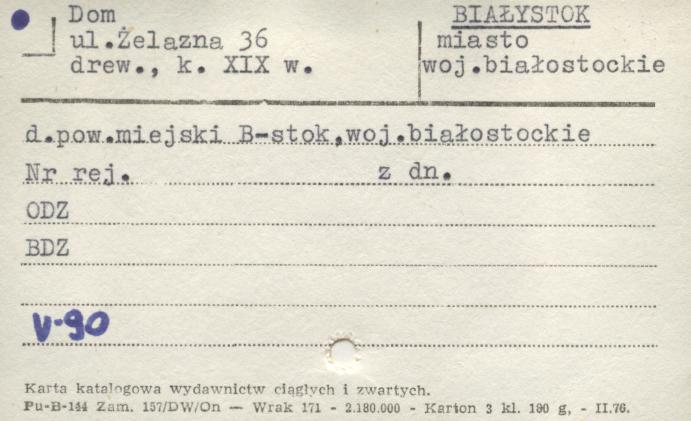 Dom
ul.Żelazna 36
drew., k. XIX w.
BIAŁYSTOK
miasto
woj.białostockie
d.pow.miejski B-stok,woj.białostockie
Nr rej. z dn.
ODZ
BDZ
V-90
Karta katalogowa wydawnictw ciągłych i zwartych.
Pu-B-144 Zam. 157/DW/On — Wrak 171 - 2.180.000 - Karton 3 kl. 190 g, - II.76.